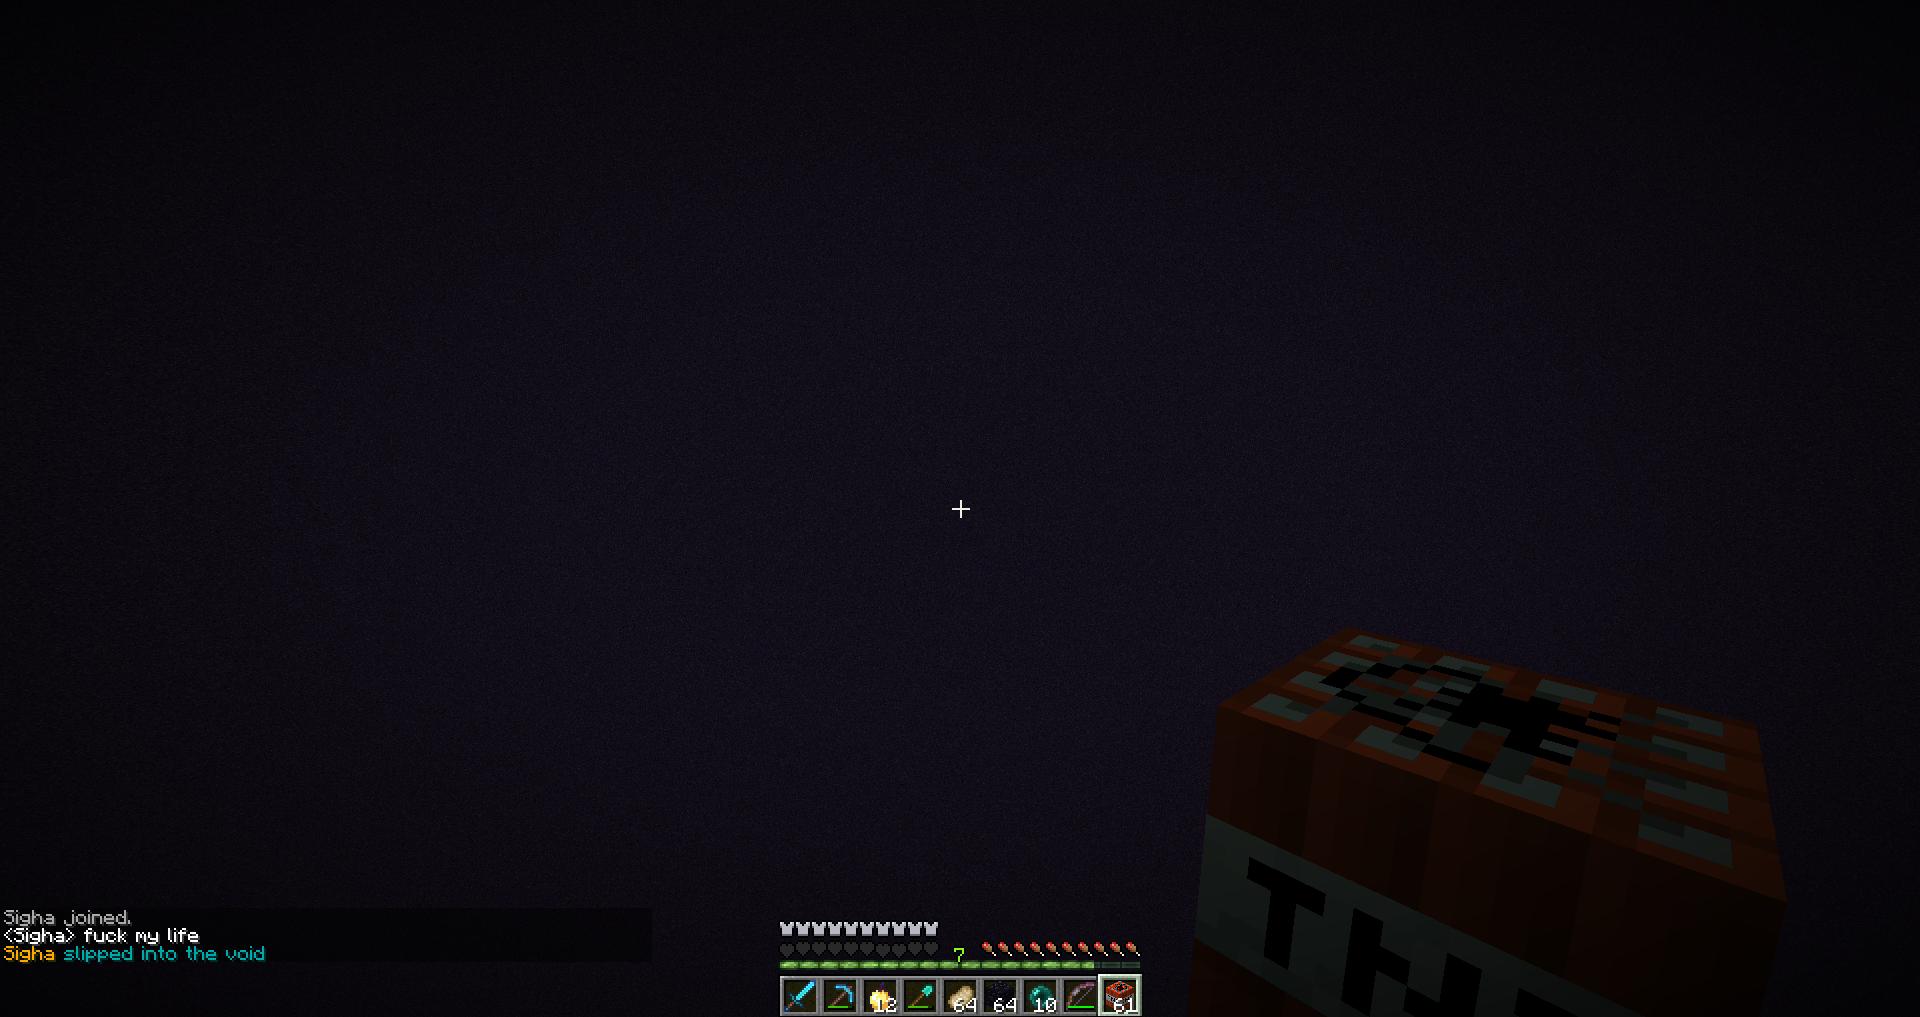 Sigha joined.
<Sigha> fuck my life
Sigha slipped into the void
7
12 64 64 10 61
TNT